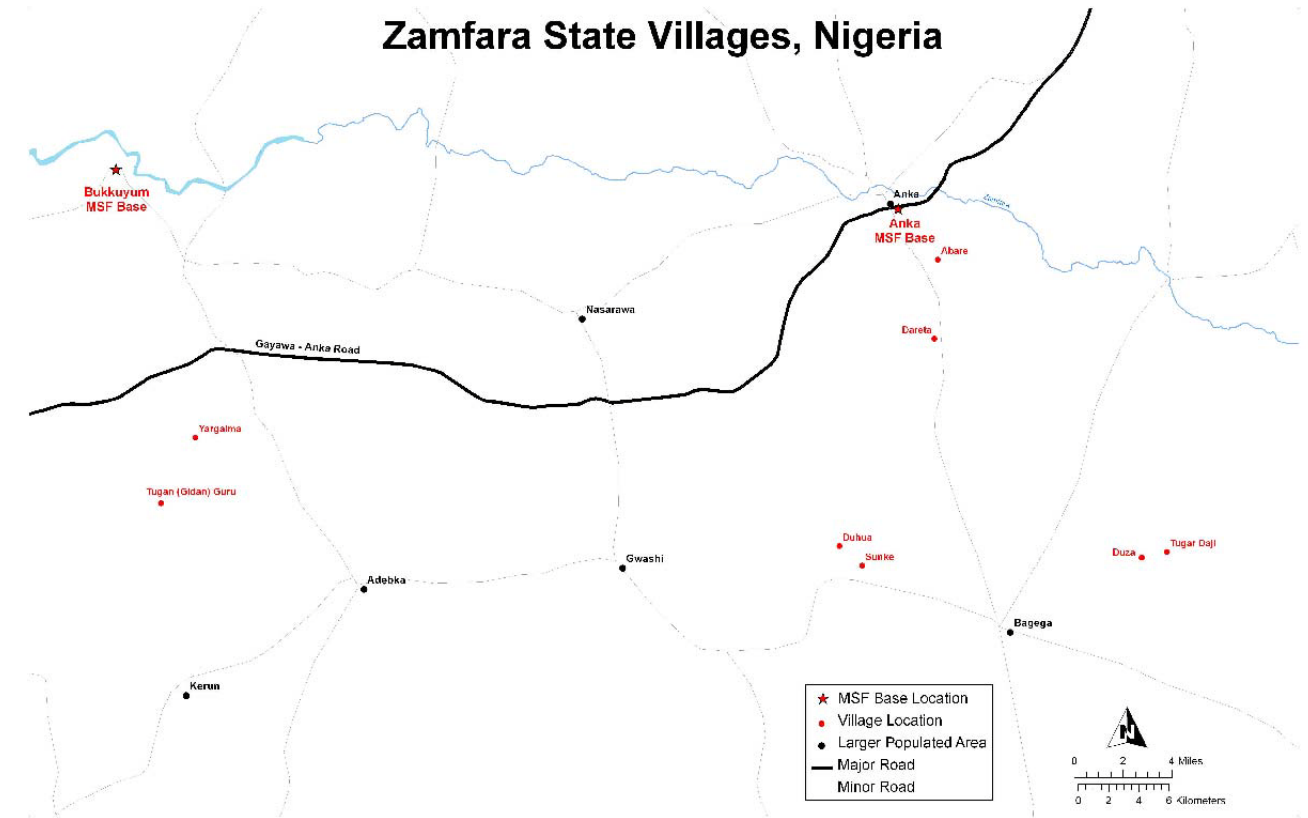 Zamfara State Villages, Nigeria
Bukkuyum
MSF Base
Anka
Anka
MSF Base
Abare
Nasarawa
Dareta
Gayawa - Anka Road
Yargalma
Tugan (Gidan) Guru
Duhua
Sunke
Duza
Tugar Daji
Gwashi
Adebka
Bagega
Kerun
MSF Base Location
Village Location
Larger Populated Area
Major Road
Minor Road
N
0 2 4 Miles
0 2 4 6 Kilometers